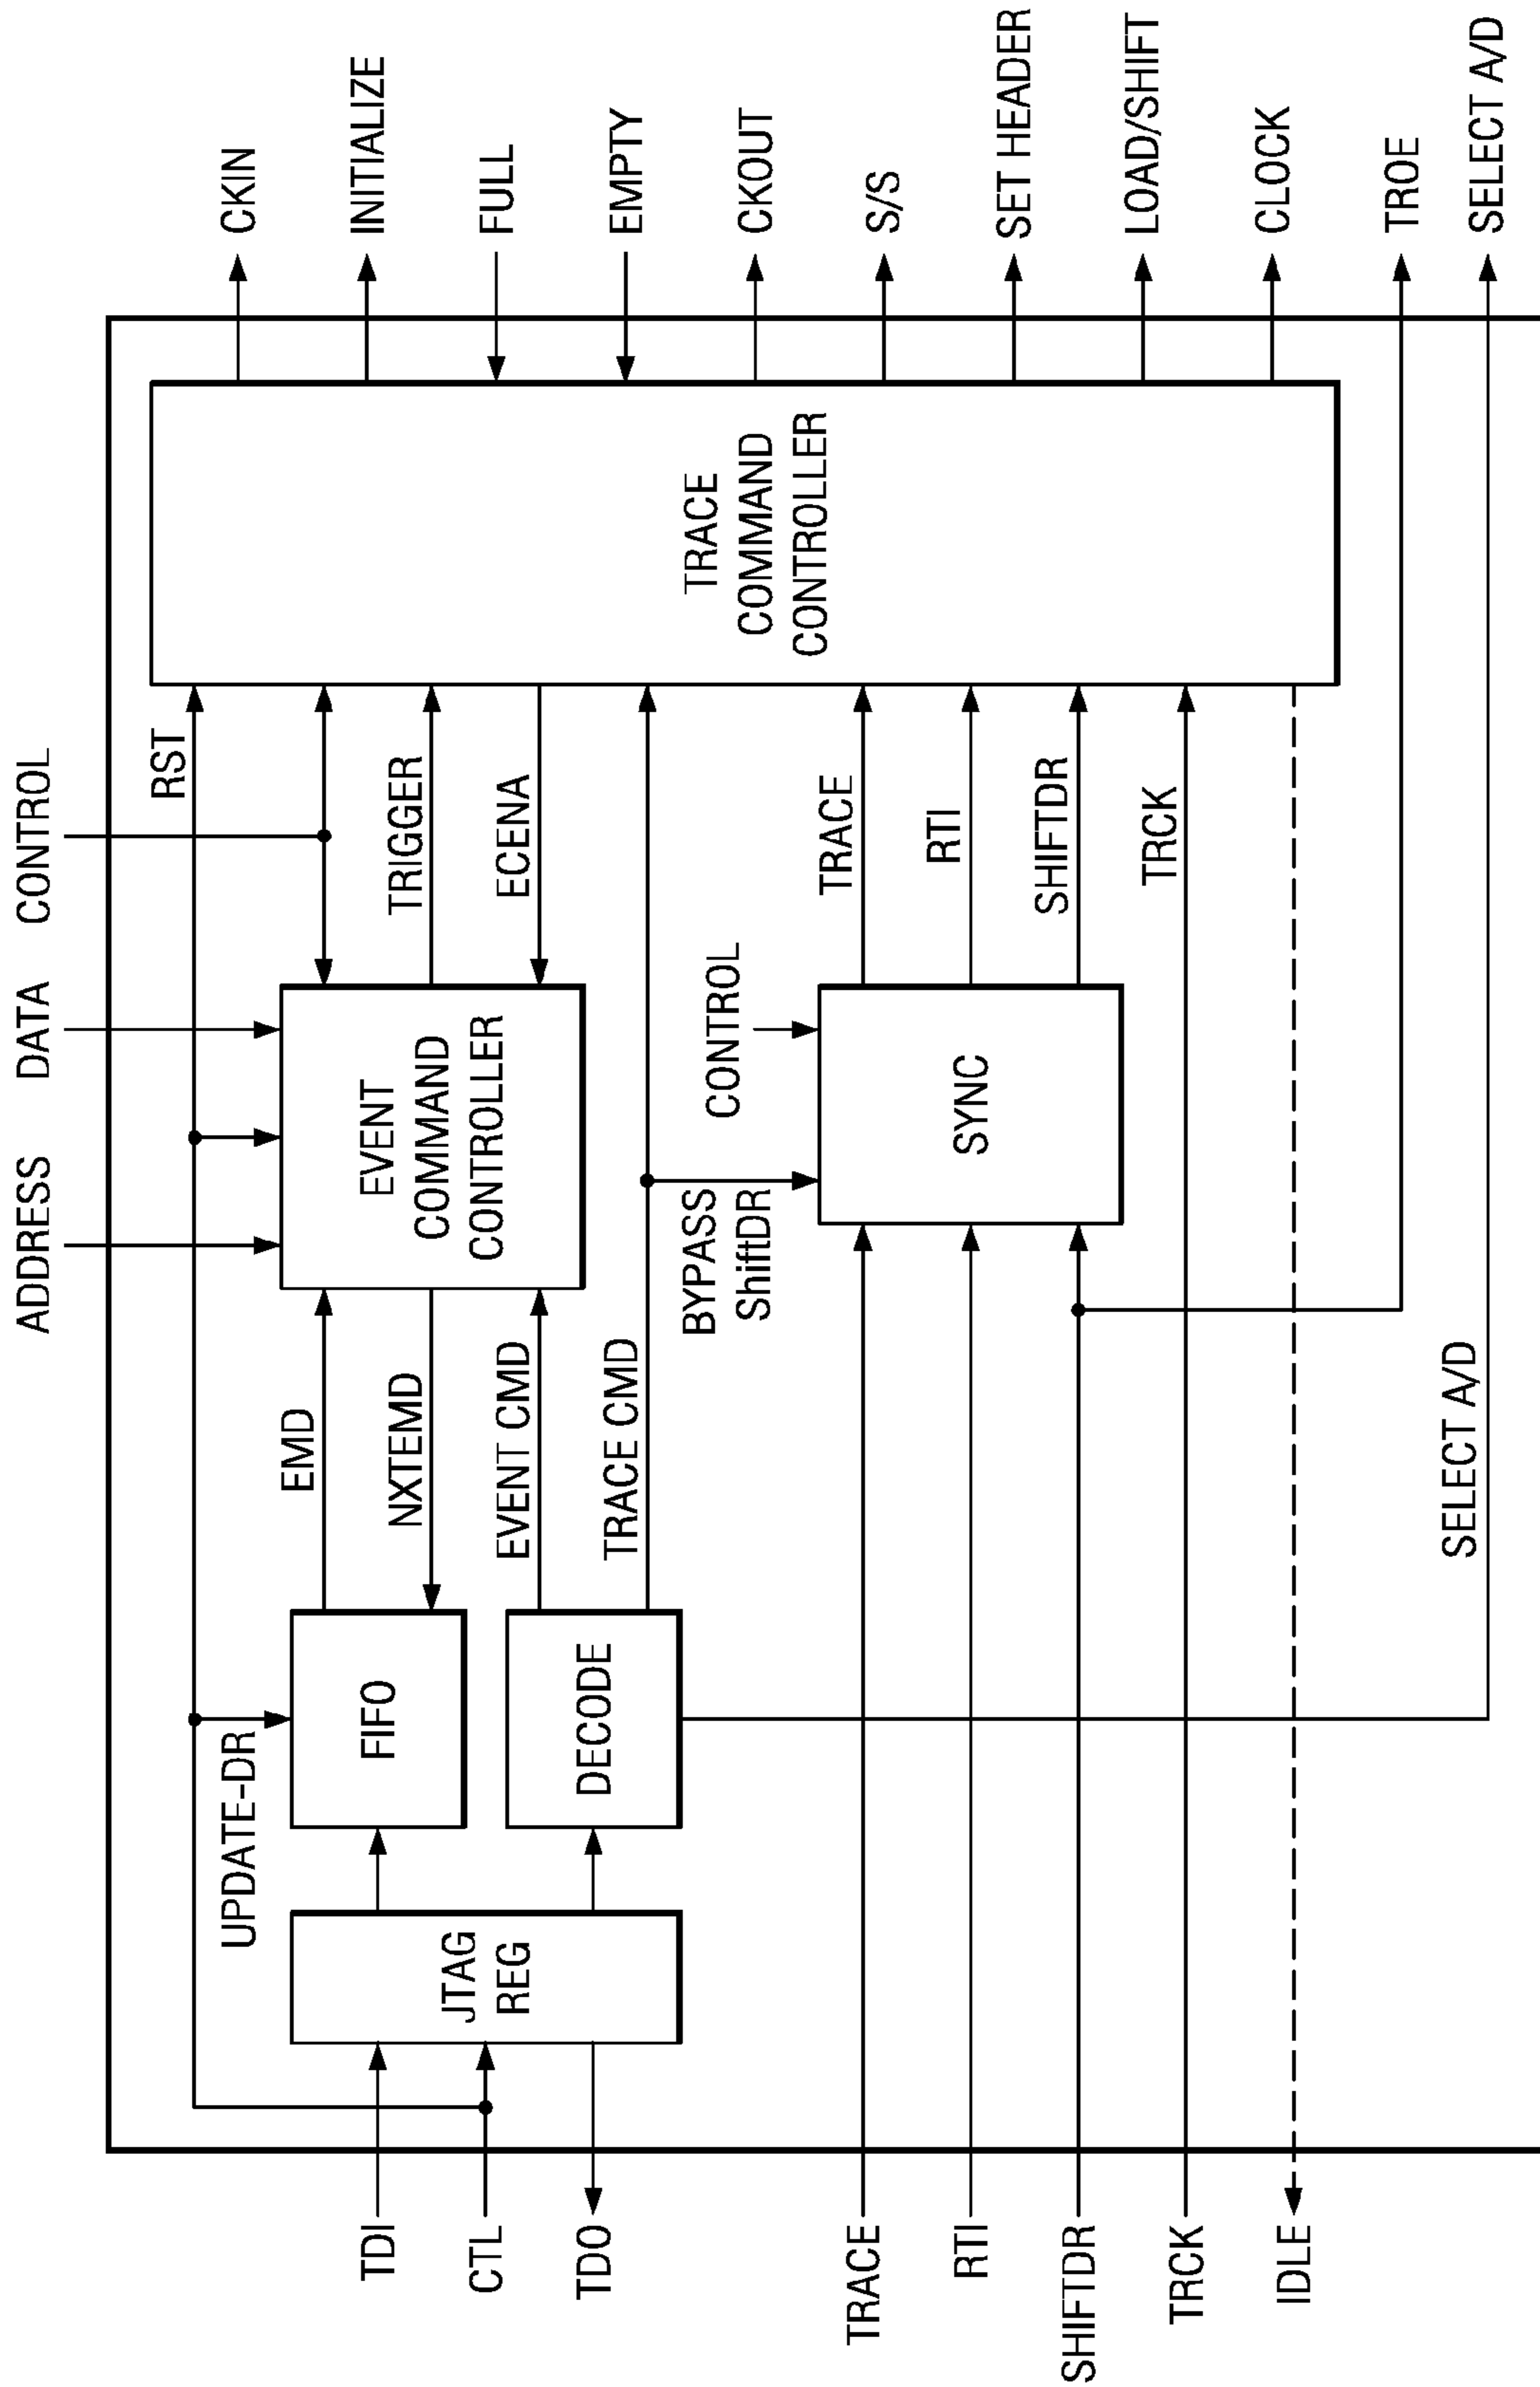 ADDRESS
DATA
CONTROL
RST
UPDATE-DR
TDI
CTL
TDO
JTAG
REG
FIFO
DECODE
EMD
NXTEMD
EVENT CMD
TRACE CMD
EVENT
COMMAND
CONTROLLER
TRIGGER
ECENA
BYPASS
ShiftDR
CONTROL
SYNC
TRACE
RTI
SHIFTDR
TRCK
TRACE
RTI
SHIFTDR
TRCK
IDLE
TRACE
COMMAND
CONTROLLER
SELECT A/D
CKIN
INITIALIZE
FULL
EMPTY
CKOUT
S/S
SET HEADER
LOAD/SHIFT
CLOCK
TROE
SELECT A/D